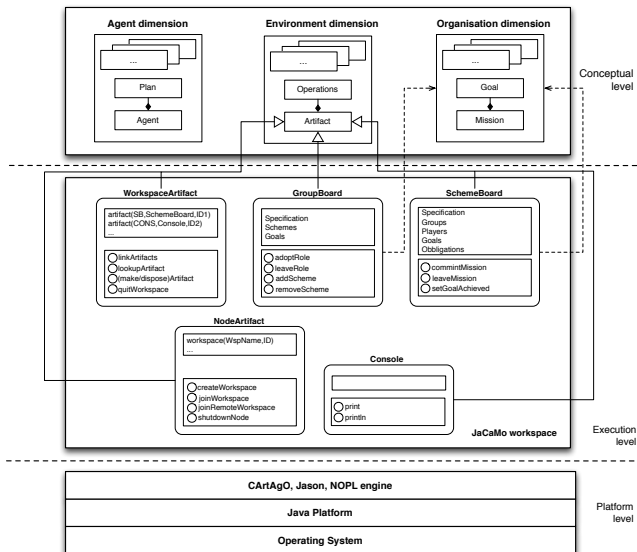 Agent dimension
Environment dimension
Organisation dimension
...
...
...
Plan
Operations
Goal
Agent
Artifact
Mission
Conceptual
level
WorkspaceArtifact
GroupBoard
SchemeBoard
artifact(SB,SchemeBoard,ID1)
artifact(CONS,Console,ID2)
...
linkArtifacts
lookupArtifact
(make/dispose)Artifact
quitWorkspace
Specification
Schemes
Goals
adoptRole
leaveRole
addScheme
removeScheme
Specification
Groups
Players
Goals
Obbligations
commintMission
leaveMission
setGoalAchieved
NodeArtifact
workspace(WspName,ID)
...
createWorkspace
joinWorkspace
joinRemoteWorkspace
shutdownNode
Console
print
println
JaCaMo workspace
Execution
level
CArtAgO, Jason, NOPL engine
Java Platform
Operating System
Platform
level